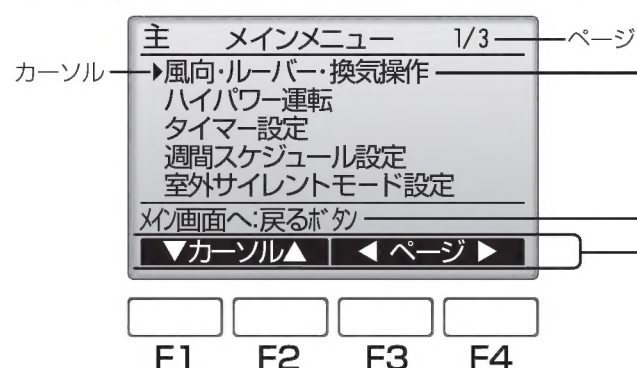 主 メインメニュー 1/3 ページ
カーソル ▶風向・ルーバー・換気操作
ハイパワー運転
タイマー設定
週間スケジュール設定
室外サイレントモード設定
メイン画面へ:戻るボタン
▼カーソル▲ ◀ ページ ▶
F1 F2 F3 F4